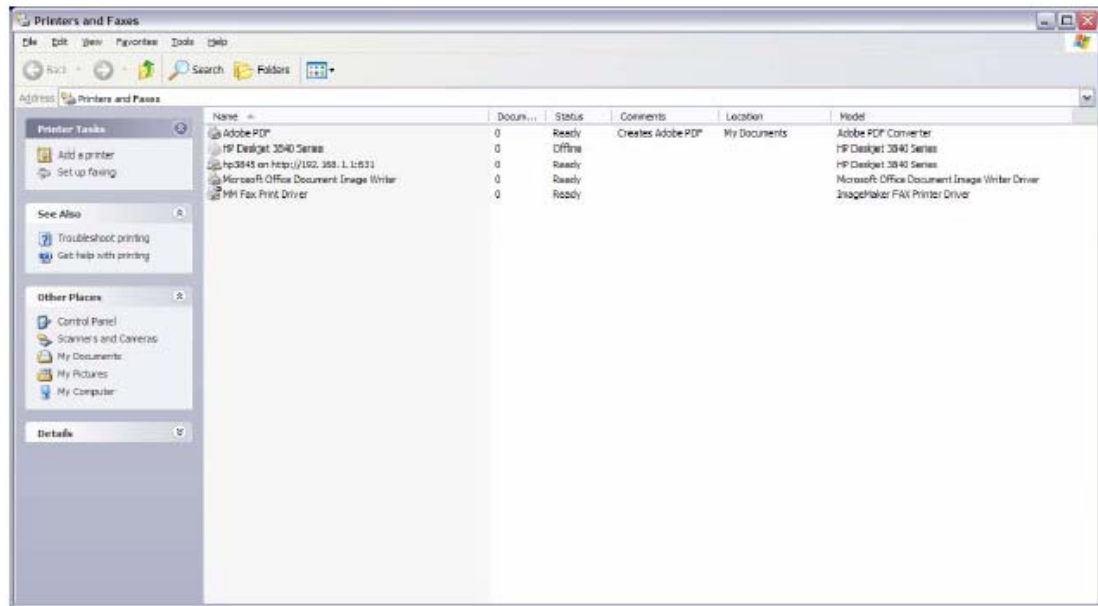 Printers and Faxes
File Edit View Favorites Tools Help
Back Search Folders
Address Printers and Faxes
Printer Tasks
Add a printer
Set up faxing
See Also
Troubleshoot printing
Get help with printing
Other Places
Control Panel
Scanners and Cameras
My Documents
My Pictures
My Computer
Details
Name Docum... Status Comments Location Model
Adobe PDF 0 Ready Creates Adobe PDF My Documents Adobe PDF Converter
HP Deskjet 3840 Series 0 Offline HP Deskjet 3840 Series
hp3845 on http://192.168.1.1:631 0 Ready HP Deskjet 3840 Series
Microsoft Office Document Image Writer 0 Ready Microsoft Office Document Image Writer Driver
MM Fax Print Driver 0 Ready ImageMaker FAX Printer Driver